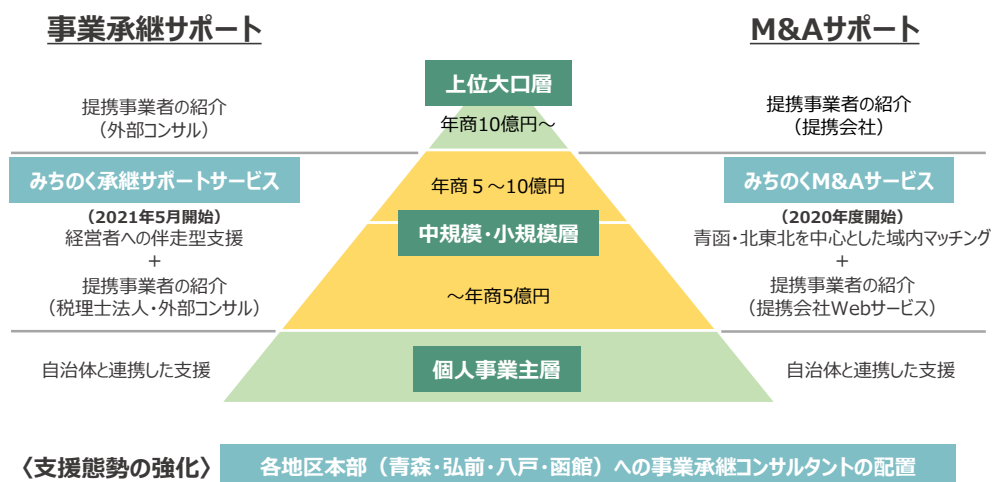 事業承継サポート
M&Aサポート
上位大口層
年商10億円～
提携事業者の紹介
（外部コンサル）
提携事業者の紹介
（提携会社）
みちのく承継サポートサービス
（2021年5月開始）
経営者への伴走型支援
＋
提携事業者の紹介
（税理士法人・外部コンサル）
年商５～10億円
中規模・小規模層
～年商5億円
みちのくM&Aサービス
（2020年度開始）
青函・北東北を中心とした域内マッチング
＋
提携事業者の紹介
（提携会社Webサービス）
自治体と連携した支援
個人事業主層
自治体と連携した支援
〈支援態勢の強化〉
各地区本部（青森・弘前・八戸・函館）への事業承継コンサルタントの配置